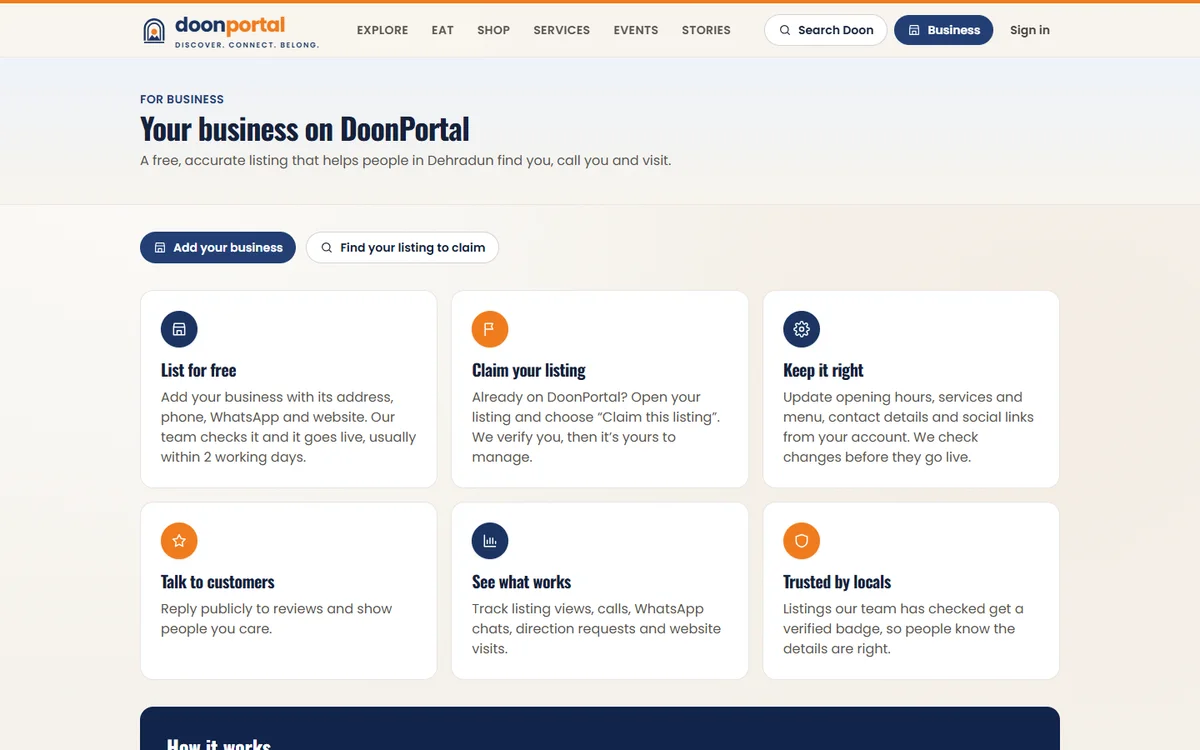 doonportal
DISCOVER. CONNECT. BELONG.
EXPLORE EAT SHOP SERVICES EVENTS STORIES
Search Doon
Business
Sign in
FOR BUSINESS
Your business on DoonPortal
A free, accurate listing that helps people in Dehradun find you, call you and visit.
Add your business
Find your listing to claim
List for free
Add your business with its address,
phone, WhatsApp and website. Our
team checks it and it goes live, usually
within 2 working days.
Claim your listing
Already on DoonPortal? Open your
listing and choose “Claim this listing”.
We verify you, then it’s yours to
manage.
Keep it right
Update opening hours, services and
menu, contact details and social links
from your account. We check
changes before they go live.
Talk to customers
Reply publicly to reviews and show
people you care.
See what works
Track listing views, calls, WhatsApp
chats, direction requests and website
visits.
Trusted by locals
Listings our team has checked get a
verified badge, so people know the
details are right.
How it works